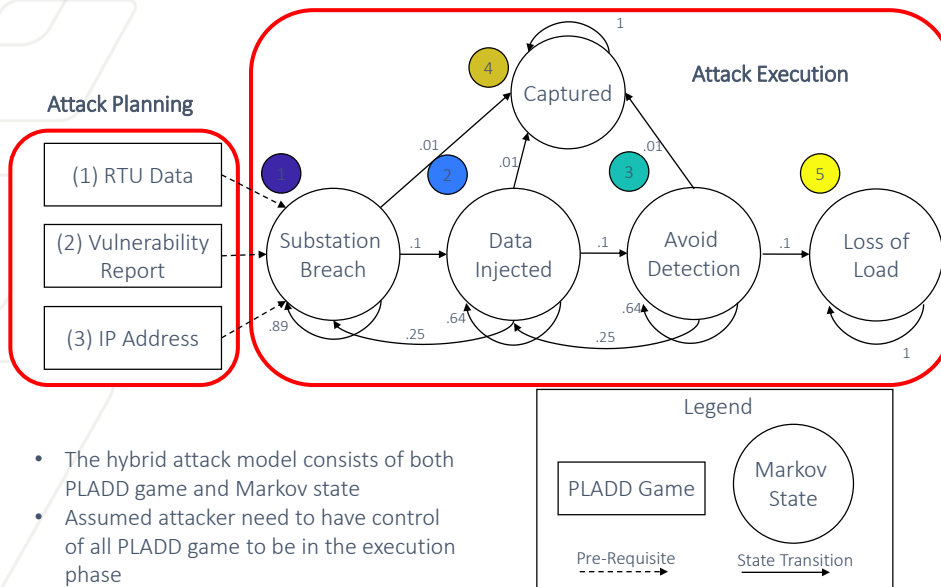 Attack Planning
(1) RTU Data
(2) Vulnerability
Report
(3) IP Address
Attack Execution
1
4
Captured
.01
.01
.01
1
2
3
5
Substation
Breach
.1
Data
Injected
.1
Avoid
Detection
.1
Loss of
Load
.89
.25
.64
.25
.64
1
• The hybrid attack model consists of both
PLADD game and Markov state
• Assumed attacker need to have control
of all PLADD game to be in the execution
phase
Legend
PLADD Game
Markov
State
Pre-Requisite
State Transition